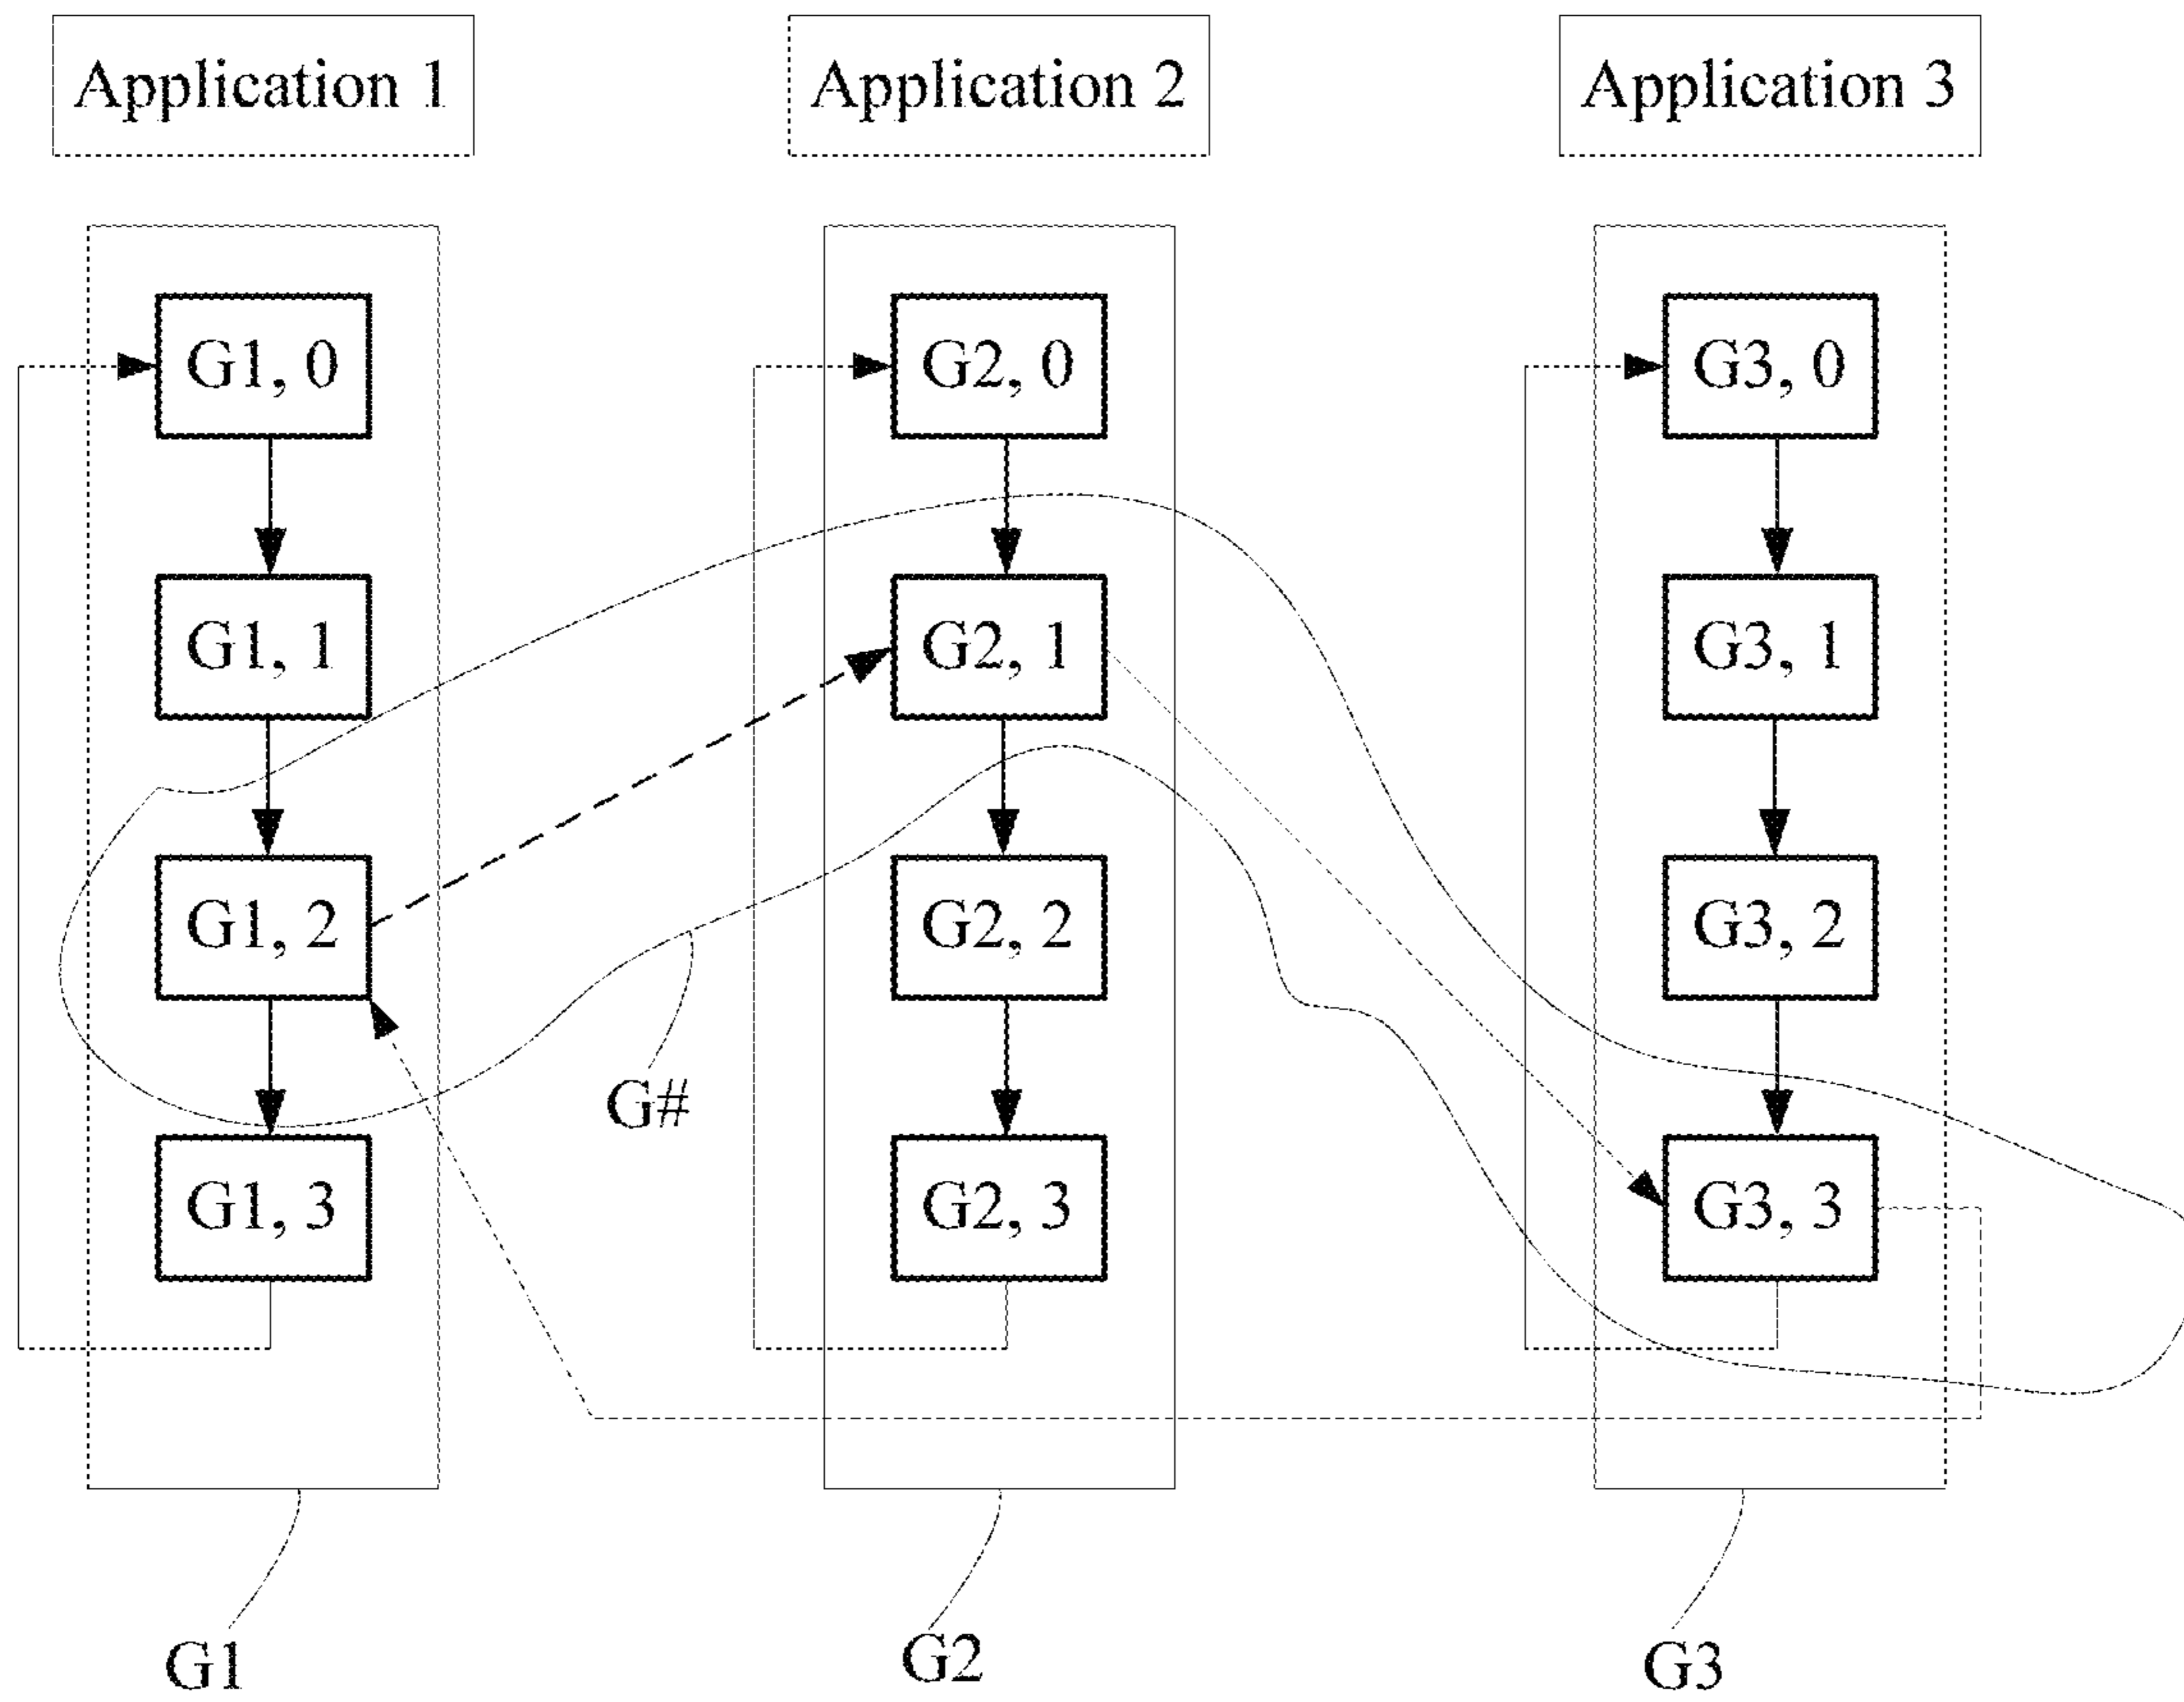 Application 1
Application 2
Application 3
G1, 0
G2, 0
G3, 0
G1, 1
G2, 1
G3, 1
G1, 2
G2, 2
G3, 2
G#
G1, 3
G2, 3
G3, 3
G1
G2
G3